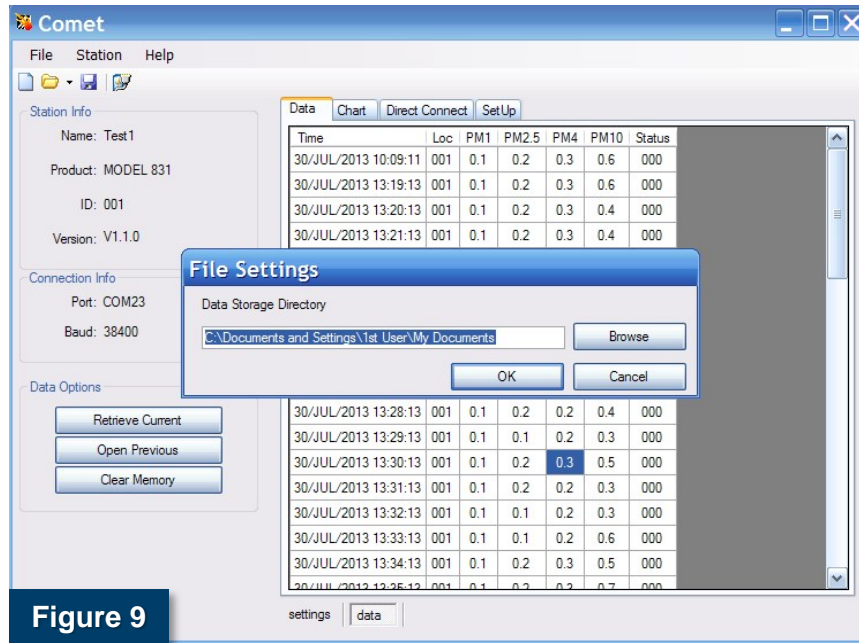 Comet
File Station Help
Station Info
Name: Test1
Product: MODEL 831
ID: 001
Version: V1.1.0
Connection Info
Port: COM23
Baud: 38400
Data Options
Retrieve Current
Open Previous
Clear Memory
Data Chart Direct Connect SetUp
Time Loc PM1 PM2.5 PM4 PM10 Status
30/JUL/2013 10:09:11 001 0.1 0.2 0.3 0.6 000
30/JUL/2013 13:19:13 001 0.1 0.2 0.3 0.6 000
30/JUL/2013 13:20:13 001 0.1 0.2 0.3 0.4 000
30/JUL/2013 13:21:13 001 0.1 0.2 0.3 0.4 000
File Settings
Data Storage Directory
C:\Documents and Settings\1st User\My Documents
Browse
OK Cancel
30/JUL/2013 13:28:13 001 0.1 0.2 0.2 0.4 000
30/JUL/2013 13:29:13 001 0.1 0.1 0.2 0.3 000
30/JUL/2013 13:30:13 001 0.1 0.2 0.3 0.5 000
30/JUL/2013 13:31:13 001 0.1 0.2 0.2 0.3 000
30/JUL/2013 13:32:13 001 0.1 0.1 0.2 0.3 000
30/JUL/2013 13:33:13 001 0.1 0.1 0.2 0.6 000
30/JUL/2013 13:34:13 001 0.1 0.2 0.3 0.5 000
settings data
Figure 9